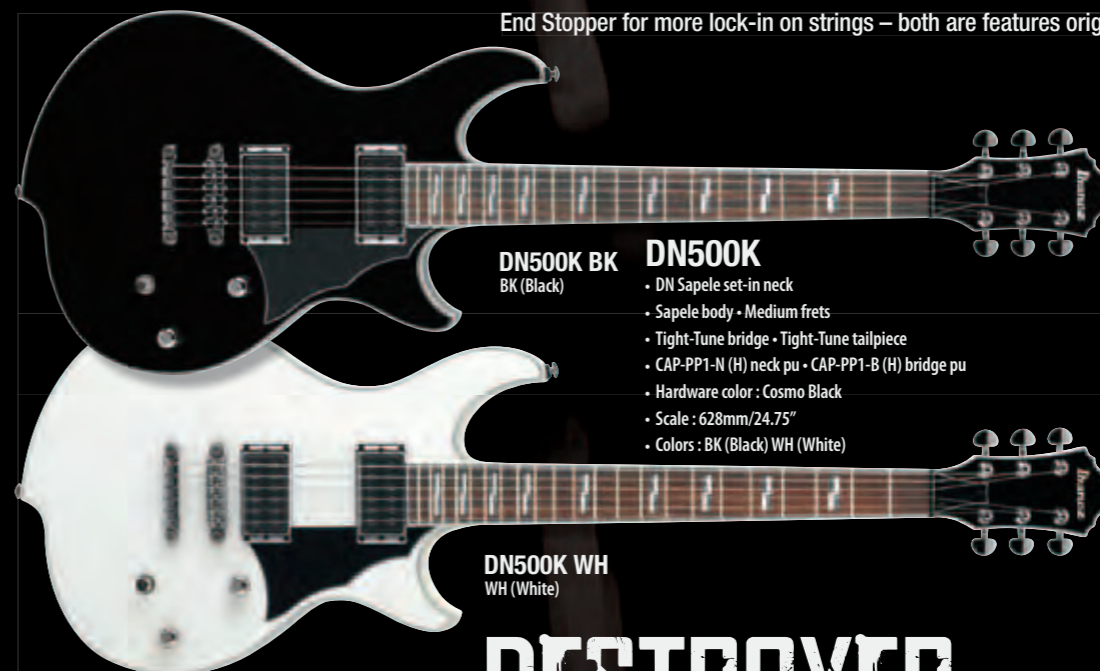 End Stopper for more lock-in on strings – both are features orig
Ibanez
DN500K BK
BK (Black)
DN500K
• DN Sapele set-in neck
• Sapele body • Medium frets
• Tight-Tune bridge • Tight-Tune tailpiece
• CAP-PP1-N (H) neck pu • CAP-PP1-B (H) bridge pu
• Hardware color : Cosmo Black
• Scale : 628mm/24.75”
• Colors : BK (Black) WH (White)
Ibanez
DN500K WH
WH (White)
DESTROYER